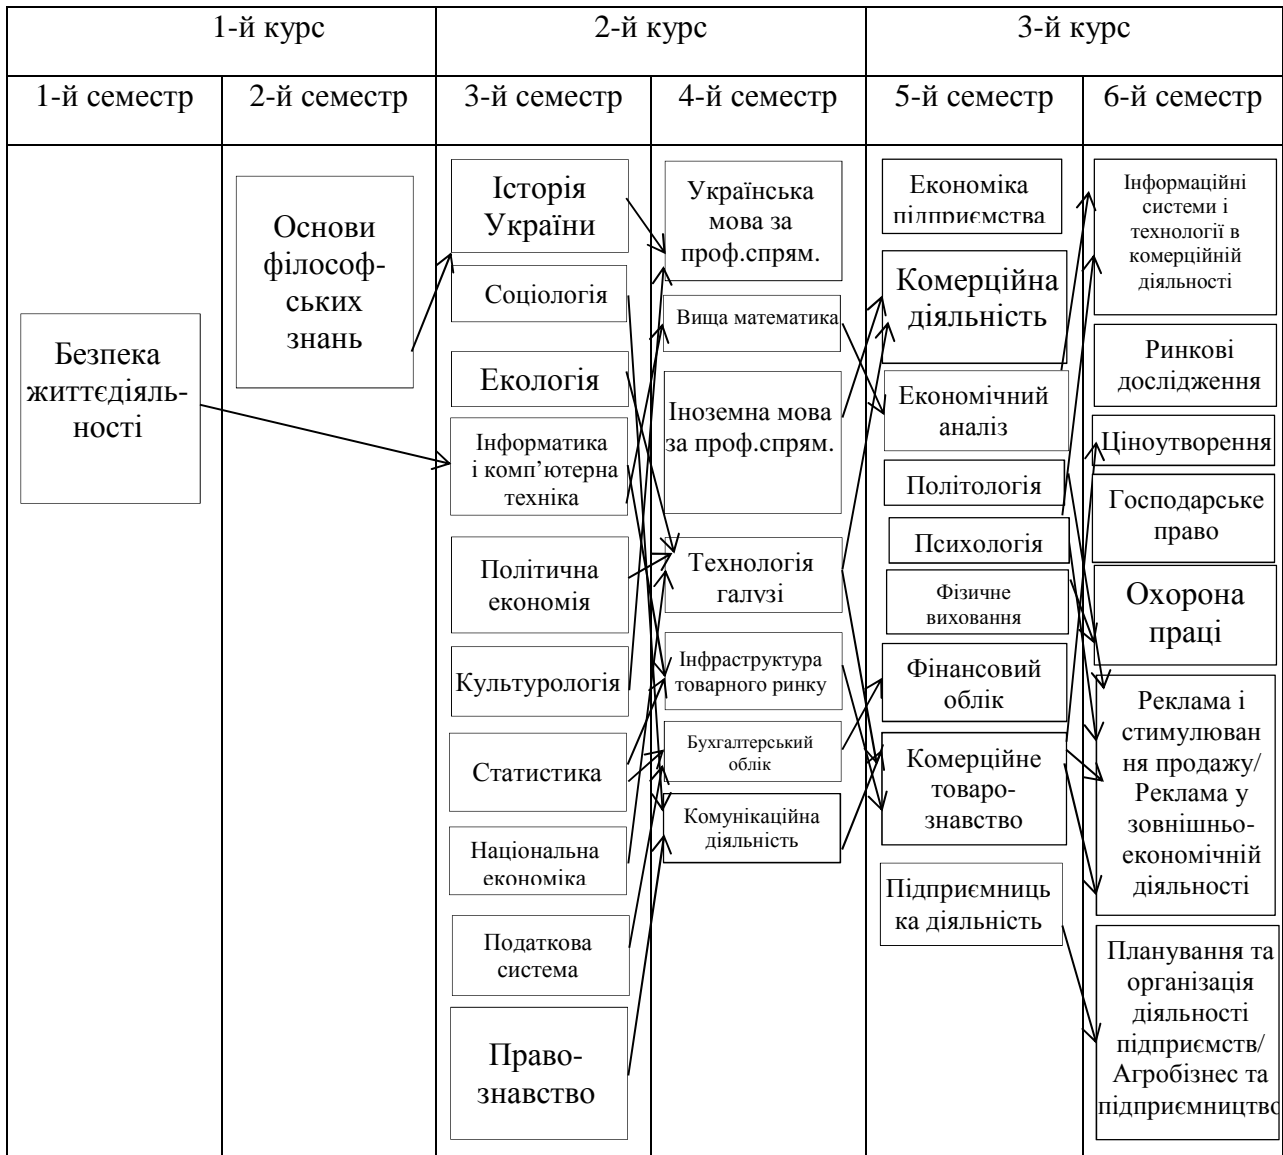 1-й курс
2-й курс
3-й курс
1-й семестр
2-й семестр
3-й семестр
4-й семестр
5-й семестр
6-й семестр
Безпека
життєдіяль-
ності
Основи
філософ-
ських
знань
Історія
України
Соціологія
Екологія
Інформатика
і комп’ютерна
техніка
Політична
економія
Культурологія
Статистика
Національна
економіка
Податкова
система
Право-
знавство
Українська
мова за
проф.спрям.
Вища математика
Іноземна мова
за проф.спрям.
Технологія
галузі
Інфраструктура
товарного ринку
Бухгалтерський
облік
Комунікаційна
діяльність
Економіка
підприємства
Комерційна
діяльність
Економічний
аналіз
Політологія
Психологія
Фізичне
виховання
Фінансовий
облік
Комерційне
товаро-
знавство
Підприємниць
ка діяльність
Інформаційні
системи і
технології в
комерційній
діяльності
Ринкові
дослідження
Ціноутворення
Господарське
право
Охорона
праці
Реклама і
стимулюван
ня продажу/
Реклама у
зовнішньо-
економічній
діяльності
Планування та
організація
діяльності
підприємств/
Агробізнес та
підприємництво